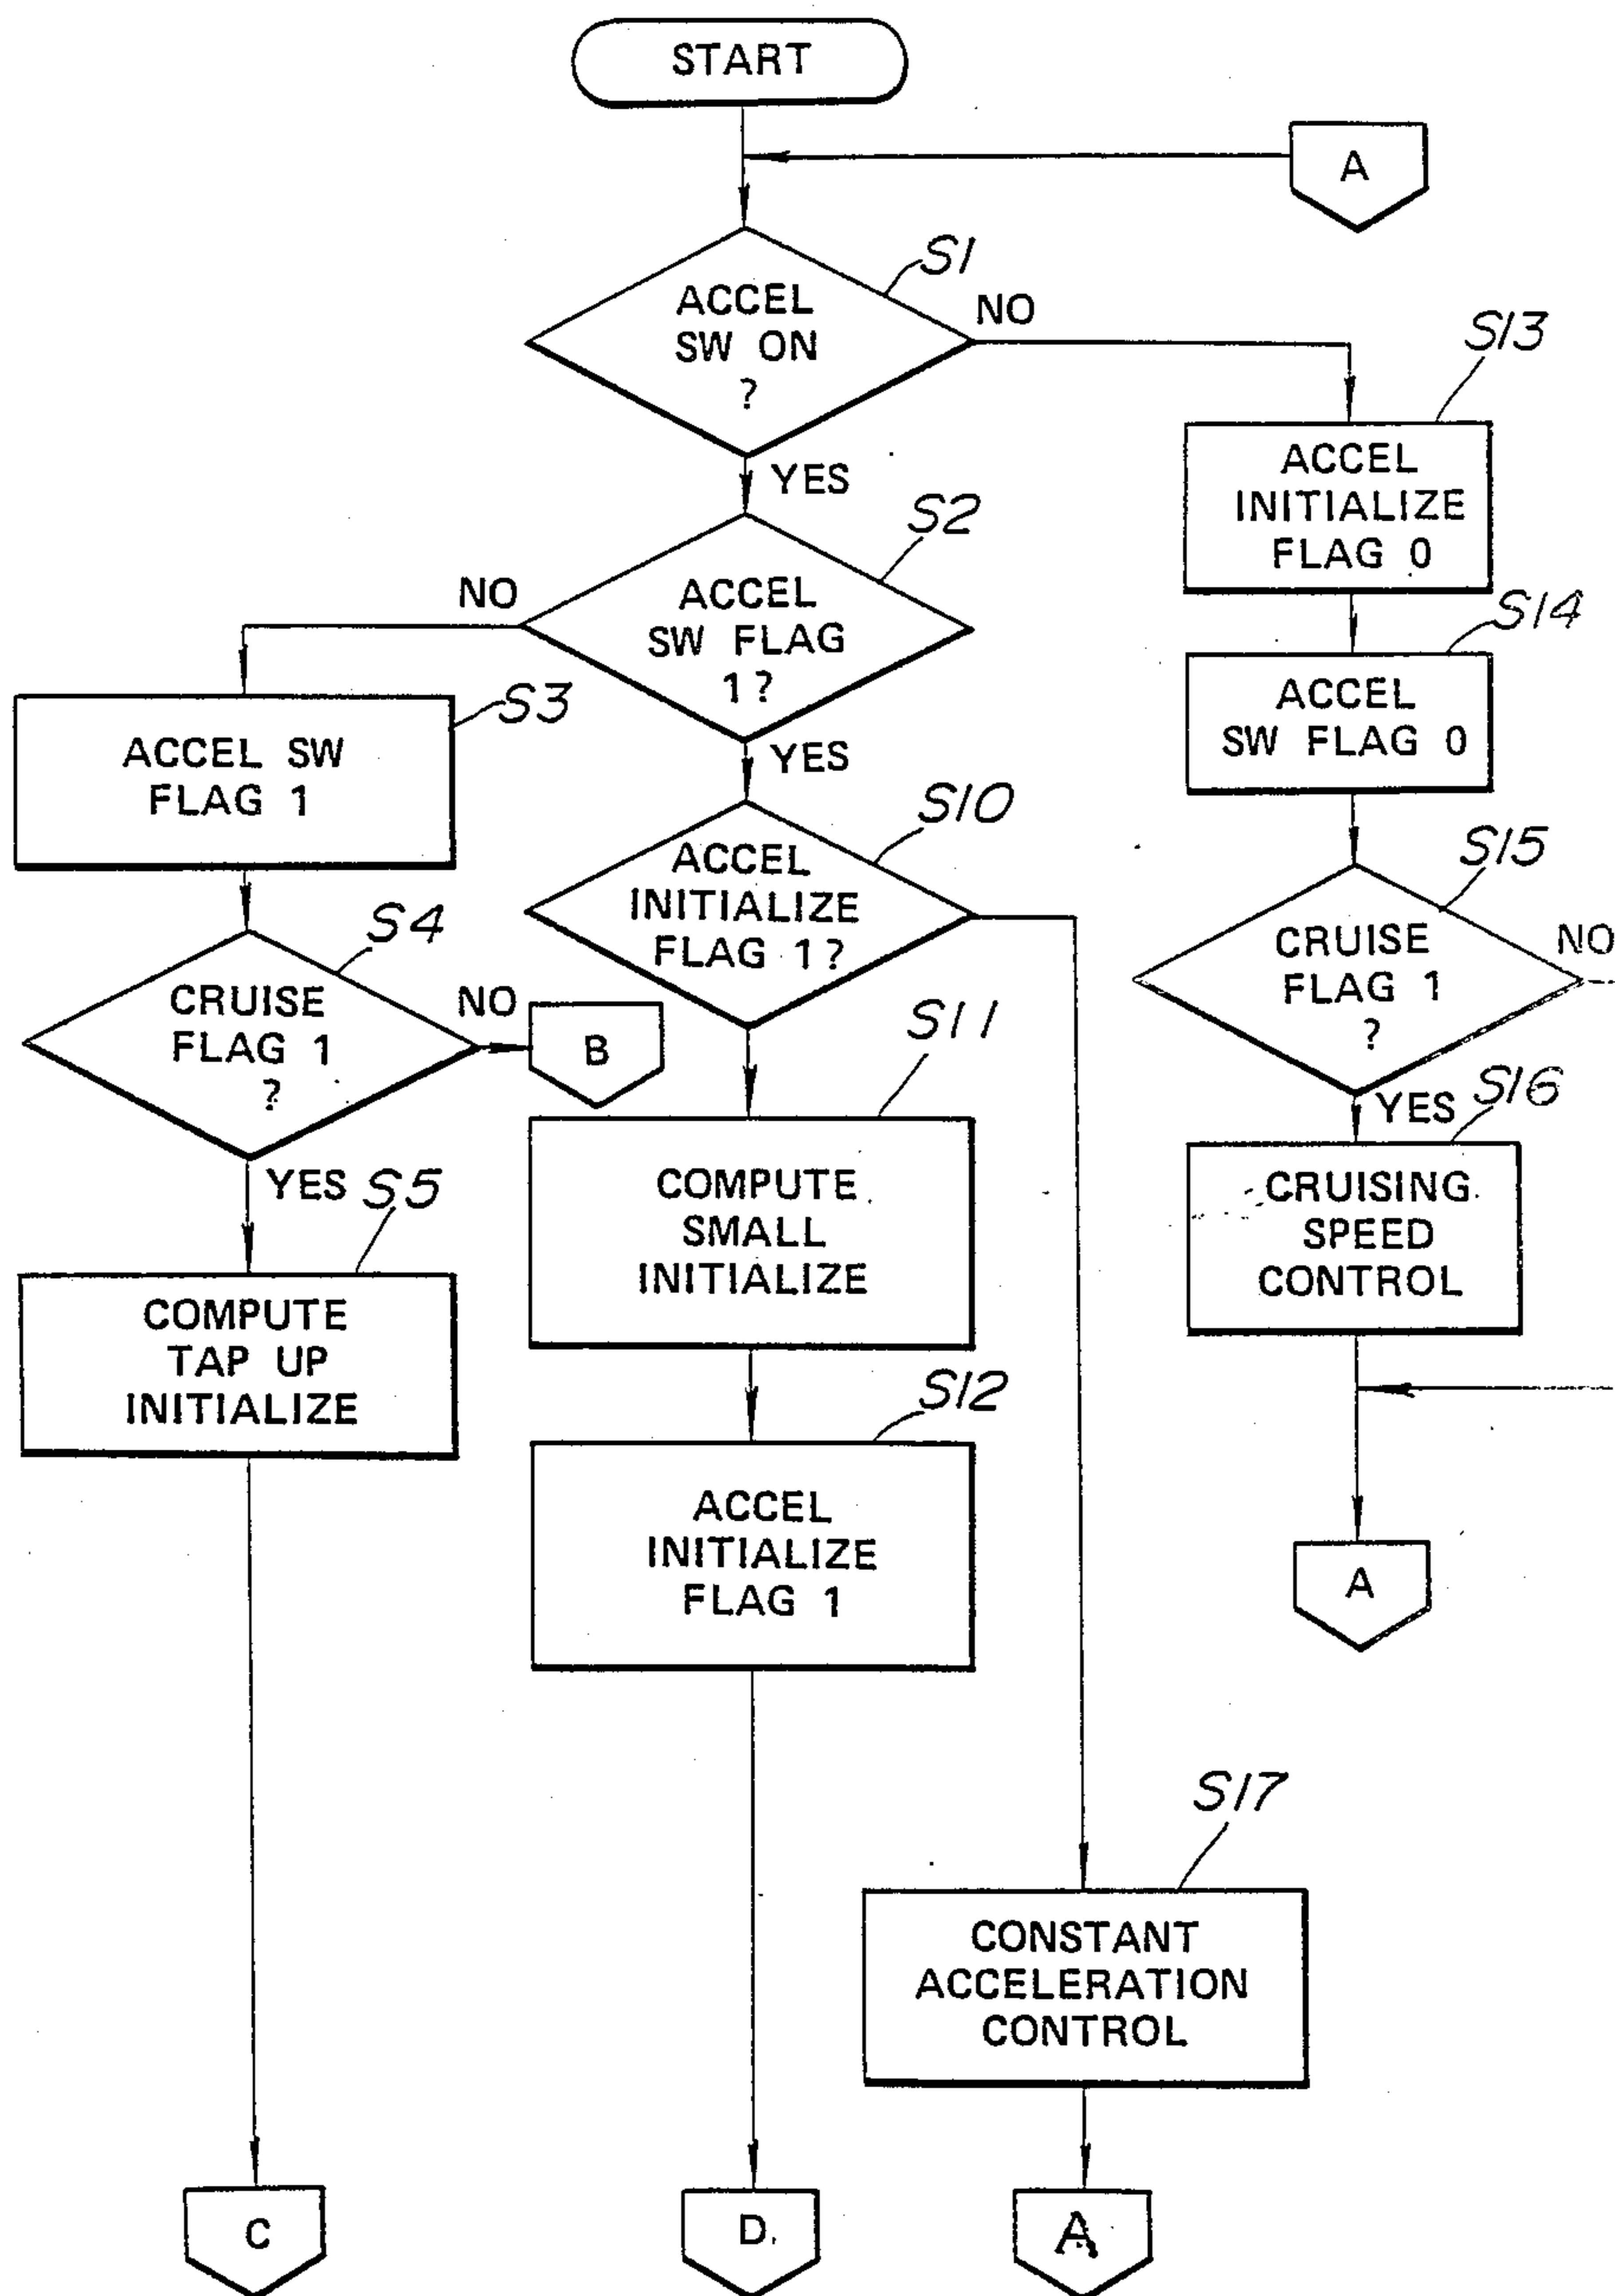 START
A
S1
ACCEL
SW ON
?
NO
YES
S13
ACCEL
INITIALIZE
FLAG 0
S2
ACCEL
SW FLAG
1?
NO
YES
S14
ACCEL
SW FLAG 0
S3
ACCEL SW
FLAG 1
S10
ACCEL
INITIALIZE
FLAG 1?
S15
CRUISE
FLAG 1
?
NO
YES
S4
CRUISE
FLAG 1
?
NO
B
YES
S11
COMPUTE
SMALL
INITIALIZE
S16
CRUISING
SPEED
CONTROL
S5
COMPUTE
TAP UP
INITIALIZE
S12
ACCEL
INITIALIZE
FLAG 1
A
S17
CONSTANT
ACCELERATION
CONTROL
C
D
A